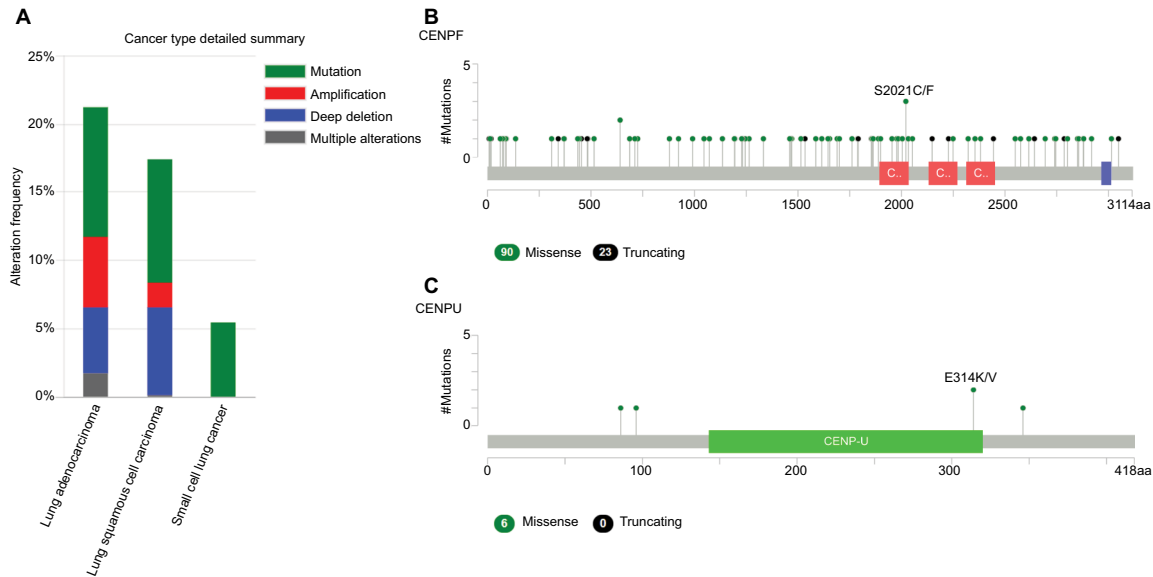 A
Cancer type detailed summary
25%
20%
15%
10%
5%
0%
Alteration frequency
Mutation
Amplification
Deep deletion
Multiple alterations
Lung adenocarcinoma
Lung squamous cell carcinoma
Small cell lung cancer
B
CENPF
5
0
#Mutations
S2021C/F
C.. C.. C..
0 500 1000 1500 2000 2500 3114aa
90 Missense 23 Truncating
C
CENPU
5
0
#Mutations
E314K/V
CENP-U
0 100 200 300 418aa
6 Missense 0 Truncating